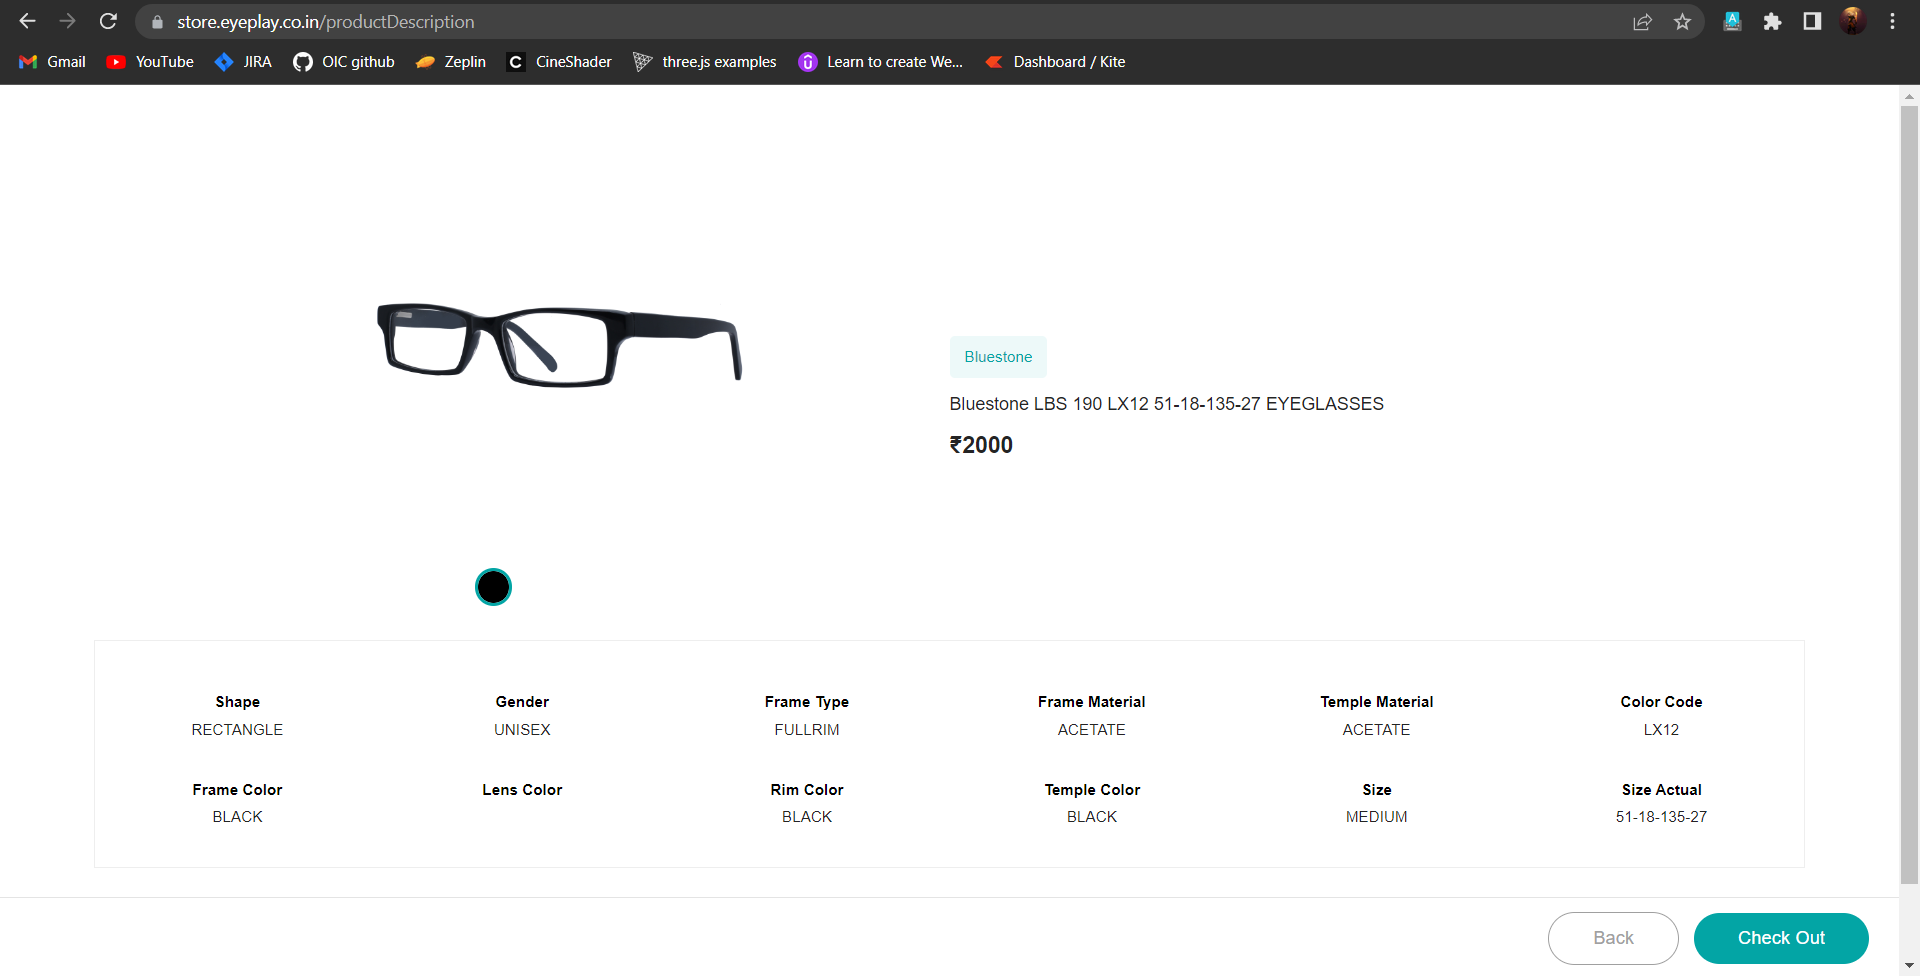 store.eyeplay.co.in/productDescription
Gmail YouTube JIRA OIC github Zeplin CineShader three.js examples Learn to create We... Dashboard / Kite
Bluestone
Bluestone LBS 190 LX12 51-18-135-27 EYEGLASSES
₹2000
Shape Gender Frame Type Frame Material Temple Material Color Code
RECTANGLE UNISEX FULLRIM ACETATE ACETATE LX12
Frame Color Lens Color Rim Color Temple Color Size Size Actual
BLACK BLACK BLACK MEDIUM 51-18-135-27
Back Check Out